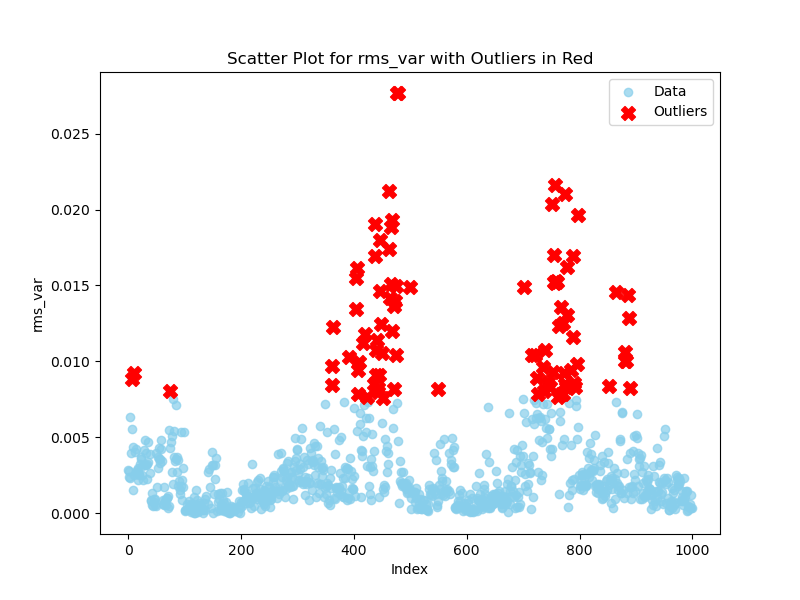 Scatter Plot for rms_var with Outliers in Red
Data
Outliers
0.025
0.020
0.015
0.010
0.005
0.000
rms_var
0
200
400
600
800
1000
Index